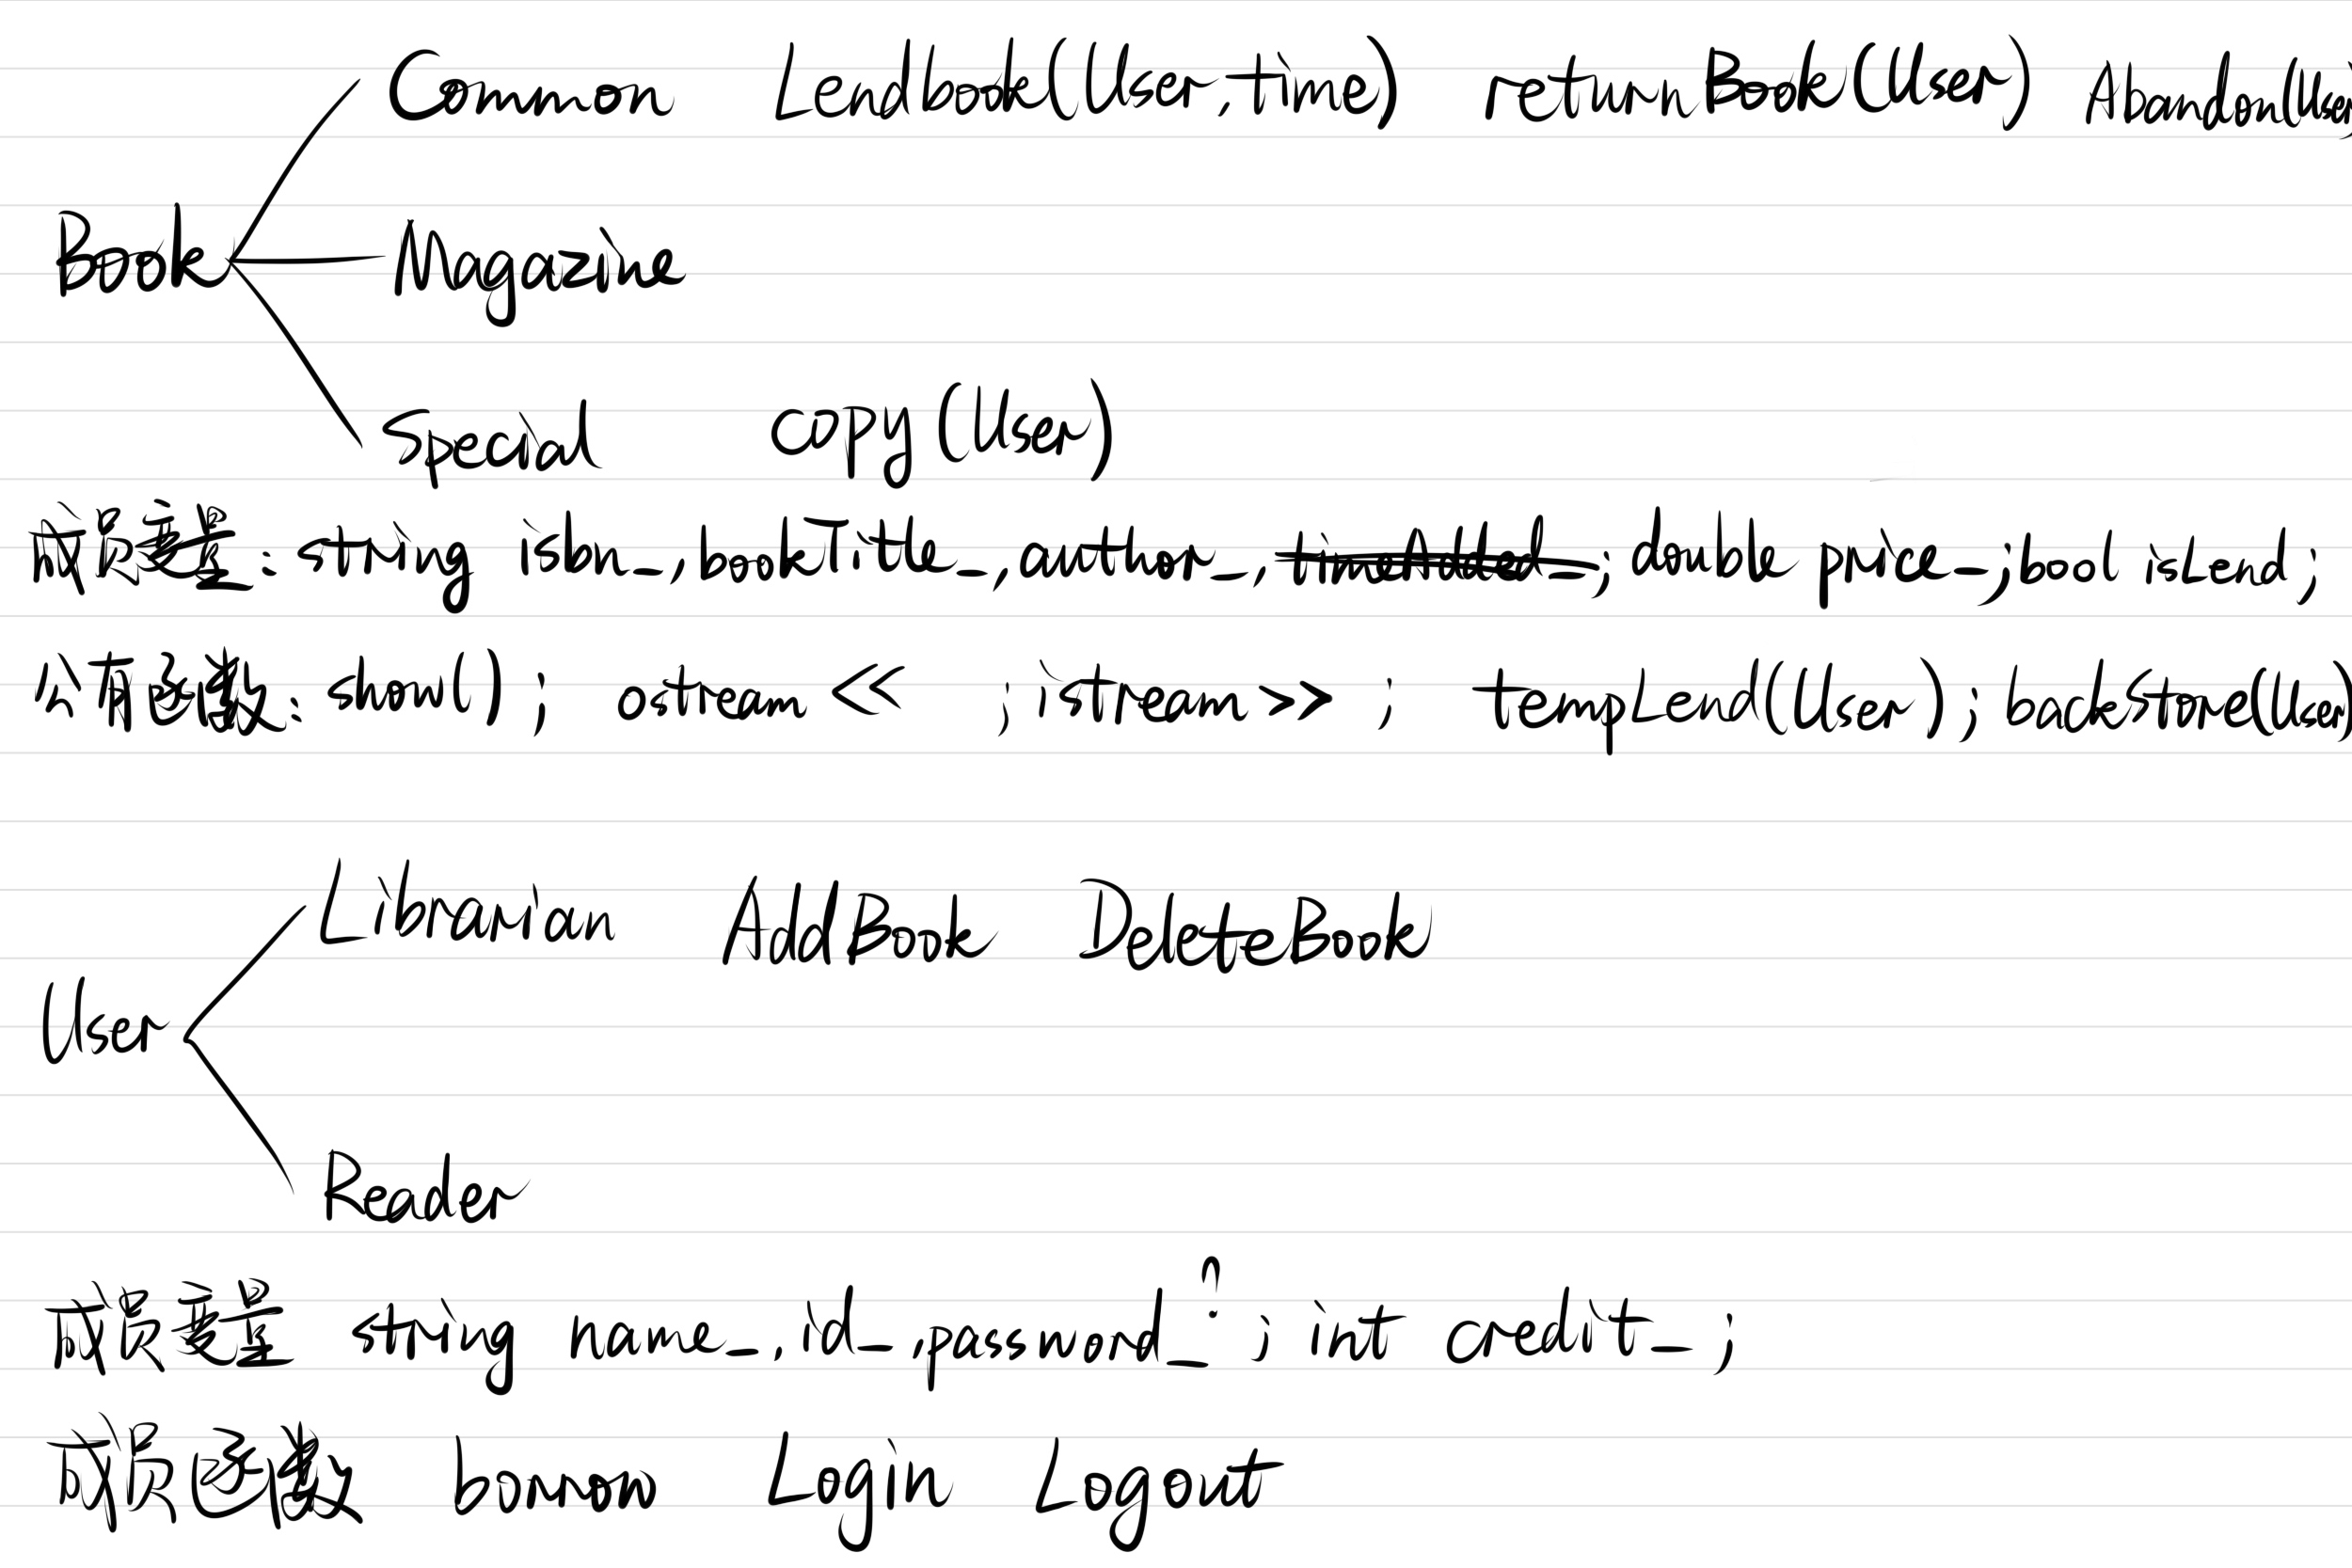 Common Lendbook(User,time) returnBook(User) Abandon(User)
Book Magazine
Special copy(User)
成员变量: string isbn_, bookTitle_, author_, ; double price_; bool isLend;
公有函数: show(); ostream << ; istream >> ; tempLend(User); backstore(User)
Librarian AddBook DeleteBook
User
Reader
成员变量 string name_, id_, password_? ; int credit_ ;
成员函数 borrow Login Logout